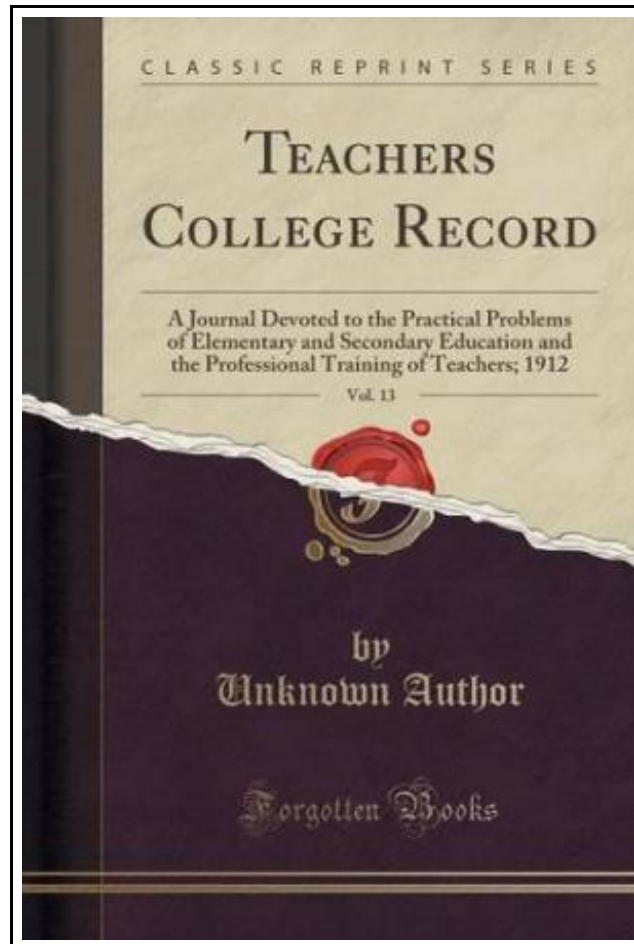 CLASSIC REPRINT SERIES
TEACHERS
COLLEGE RECORD
A Journal Devoted to the Practical Problems
of Elementary and Secondary Education and
the Professional Training of Teachers; 1912
Vol. 13
by
Unknown Author
Forgotten Books